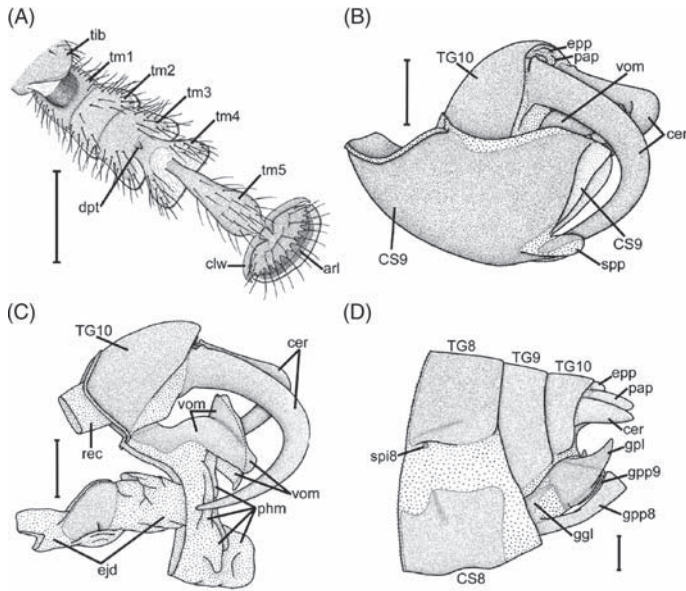 (A)
tib
tm1
tm2
tm3
tm4
tm5
dpt
clw
arl
(B)
TG10
epp
pap
vom
cer
CS9
CS9
spp
(C)
TG10
cer
vom
rec
vom
phm
ejd
(D)
TG8
TG9
TG10
epp
pap
cer
gpl
spi8
gpp9
gpp8
ggl
CS8